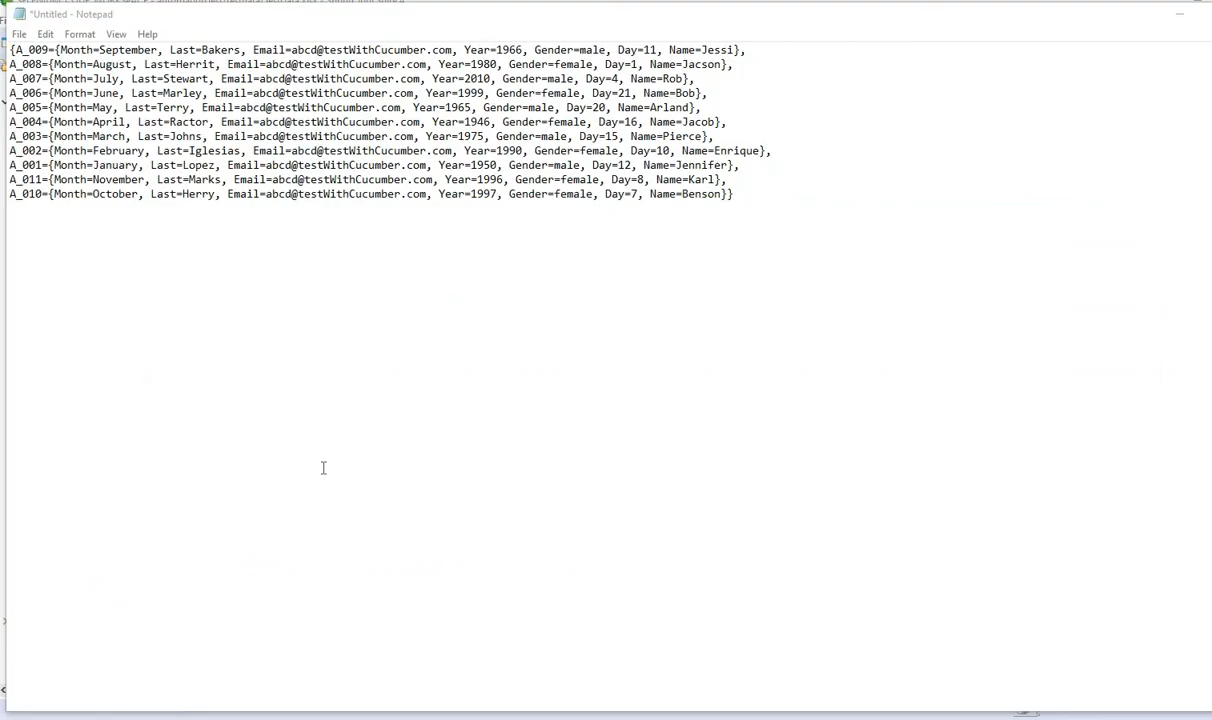 *Untitled - Notepad
File Edit Format View Help
{A_009={Month=September, Last=Bakers, Email=abcd@testWithCucumber.com, Year=1966, Gender=male, Day=11, Name=Jessi},
A_008={Month=August, Last=Herrit, Email=abcd@testWithCucumber.com, Year=1980, Gender=female, Day=1, Name=Jacson},
A_007={Month=July, Last=Stewart, Email=abcd@testWithCucumber.com, Year=2010, Gender=male, Day=4, Name=Rob},
A_006={Month=June, Last=Marley, Email=abcd@testWithCucumber.com, Year=1999, Gender=female, Day=21, Name=Bob},
A_005={Month=May, Last=Terry, Email=abcd@testWithCucumber.com, Year=1965, Gender=male, Day=20, Name=Arland},
A_004={Month=April, Last=Ractor, Email=abcd@testWithCucumber.com, Year=1946, Gender=female, Day=16, Name=Jacob},
A_003={Month=March, Last=Johns, Email=abcd@testWithCucumber.com, Year=1975, Gender=male, Day=15, Name=Pierce},
A_002={Month=February, Last=Iglesias, Email=abcd@testWithCucumber.com, Year=1990, Gender=female, Day=10, Name=Enrique},
A_001={Month=January, Last=Lopez, Email=abcd@testWithCucumber.com, Year=1950, Gender=male, Day=12, Name=Jennifer},
A_011={Month=November, Last=Marks, Email=abcd@testWithCucumber.com, Year=1996, Gender=female, Day=8, Name=Karl},
A_010={Month=October, Last=Herry, Email=abcd@testWithCucumber.com, Year=1997, Gender=female, Day=7, Name=Benson}}